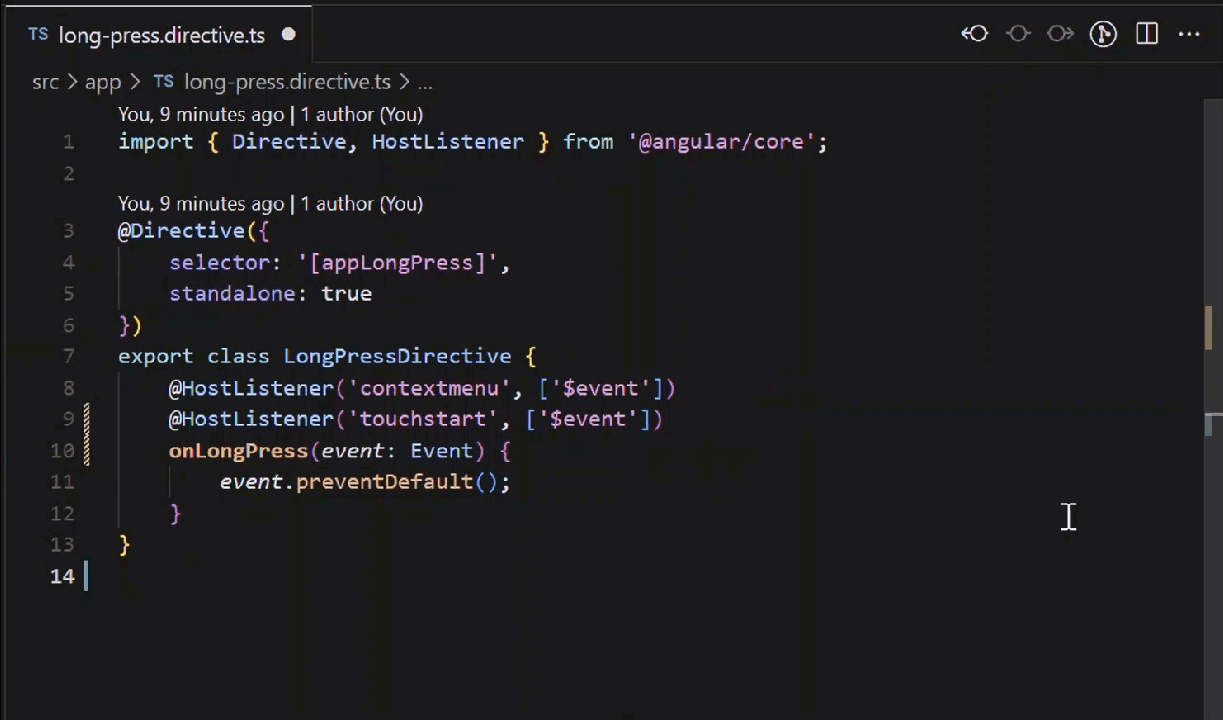 TS long-press.directive.ts
src > app > TS long-press.directive.ts > ...
You, 9 minutes ago | 1 author (You)
1 import { Directive, HostListener } from '@angular/core';
2
You, 9 minutes ago | 1 author (You)
3 @Directive({
4     selector: '[appLongPress]',
5     standalone: true
6 })
7 export class LongPressDirective {
8     @HostListener('contextmenu', ['$event'])
9     @HostListener('touchstart', ['$event'])
10     onLongPress(event: Event) {
11         event.preventDefault();
12     }
13 }
14